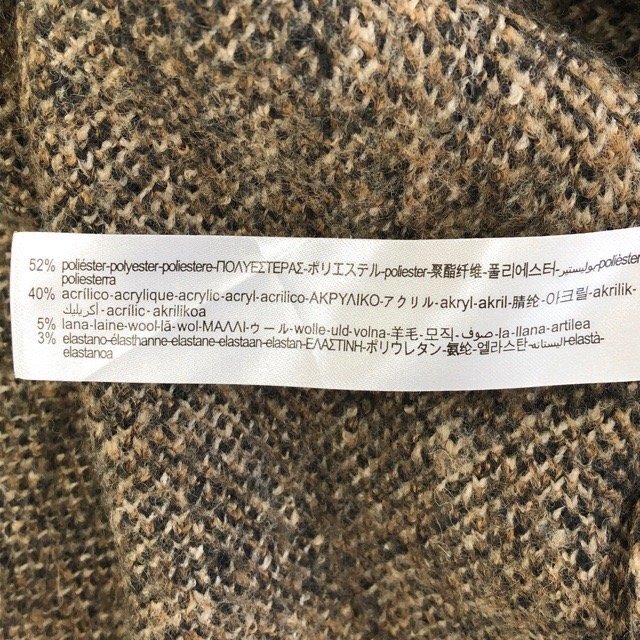 52% poliéster-polyester-poliestere-ΠΟΛΥΕΣΤΕΡΑΣ-ポリエステル-poliester-聚酯纤维-폴리에스터-بوليستير-polièster-
poliesterra
40% acrílico-acrylique-acrylic-acryl-acrilico-ΑΚΡΥΛΙΚΟ-アクリル-akryl-akril-腈纶-아크릴-akrilik-
أكريليك-acrílic-akrilikoa
5% lana-laine-wool-lã-wol-ΜΑΛΛΙ-ウール-wolle-uld-volna-羊毛-모직-صوف-la-llana-artilea
3% elastano-élasthanne-elastane-elastaan-elastan-ΕΛΑΣΤΙΝΗ-ポリウレタン-氨纶-엘라스탄-اليستانه-elastà-
elastanoa